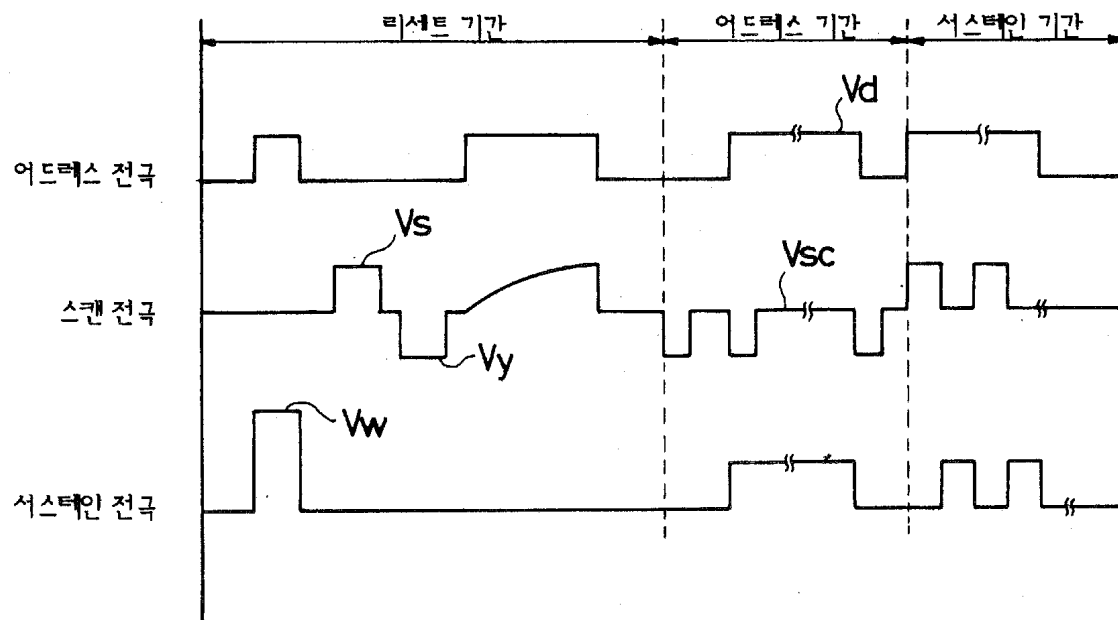 리세트 기간
어드레스 기간
서스테인 기간
Vd
어드레스 전극
Vs
Vsc
스캔 전극
Vy
Vw
서스테인 전극